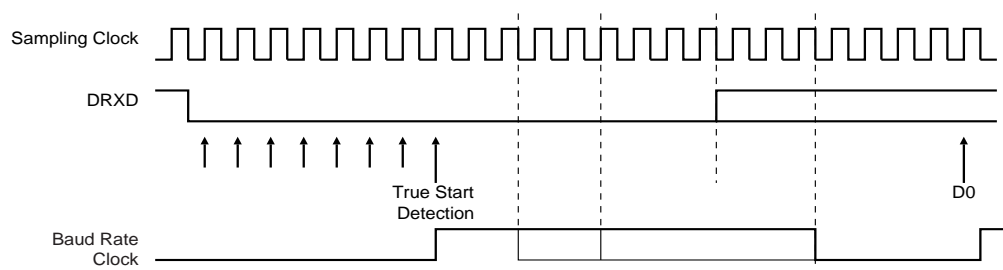 Sampling Clock
DRXD
True Start
Detection
D0
Baud Rate
Clock